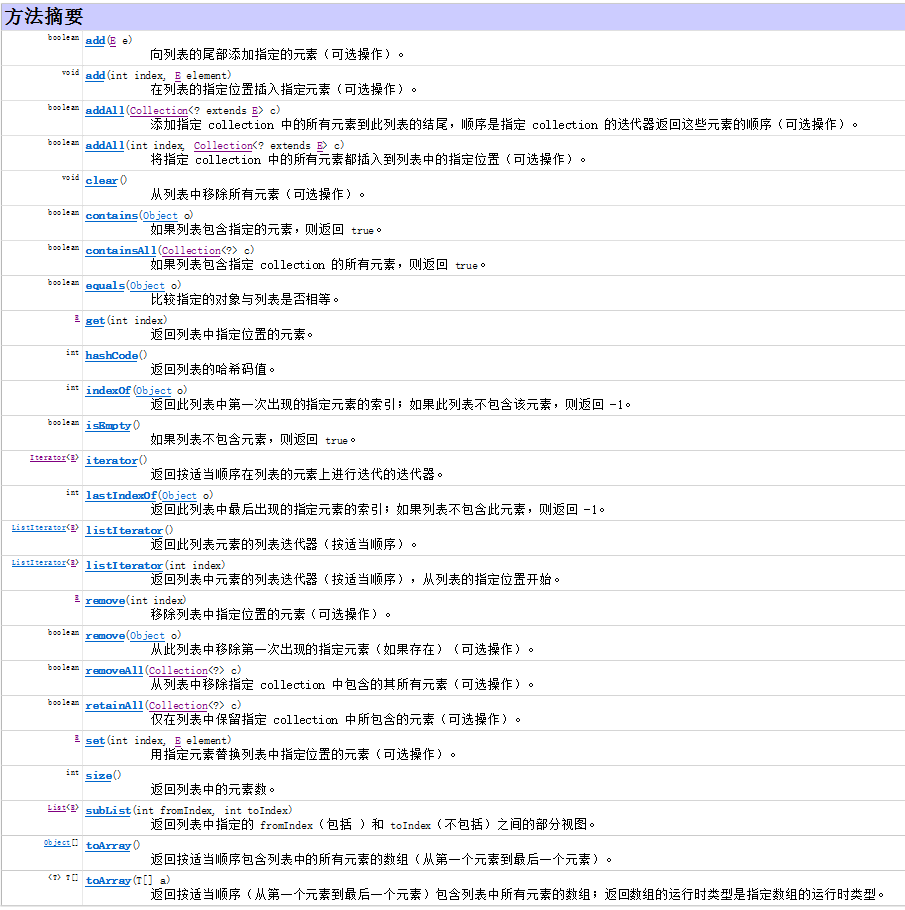 方法摘要
boolean add(E e)
向列表的尾部添加指定的元素（可选操作）。
void add(int index, E element)
在列表的指定位置插入指定元素（可选操作）。
boolean addAll(Collection<? extends E> c)
添加指定 collection 中的所有元素到此列表的结尾，顺序是指定 collection 的迭代器返回这些元素的顺序（可选操作）。
boolean addAll(int index, Collection<? extends E> c)
将指定 collection 中的所有元素都插入到列表中的指定位置（可选操作）。
void clear()
从列表中移除所有元素（可选操作）。
boolean contains(Object o)
如果列表包含指定的元素，则返回 true。
boolean containsAll(Collection<?> c)
如果列表包含指定 collection 的所有元素，则返回 true。
boolean equals(Object o)
比较指定的对象与列表是否相等。
E get(int index)
返回列表中指定位置的元素。
int hashCode()
返回列表的哈希码值。
int indexOf(Object o)
返回此列表中第一次出现的指定元素的索引；如果此列表不包含该元素，则返回 -1。
boolean isEmpty()
如果列表不包含元素，则返回 true。
Iterator<E> iterator()
返回按适当顺序在列表的元素上进行迭代的迭代器。
int lastIndexOf(Object o)
返回此列表中最后出现的指定元素的索引；如果列表不包含此元素，则返回 -1。
ListIterator<E> listIterator()
返回此列表元素的列表迭代器（按适当顺序）。
ListIterator<E> listIterator(int index)
返回列表中元素的列表迭代器（按适当顺序），从列表的指定位置开始。
E remove(int index)
移除列表中指定位置的元素（可选操作）。
boolean remove(Object o)
从此列表中移除第一次出现的指定元素（如果存在）（可选操作）。
boolean removeAll(Collection<?> c)
从列表中移除指定 collection 中包含的其所有元素（可选操作）。
boolean retainAll(Collection<?> c)
仅在列表中保留指定 collection 中所包含的元素（可选操作）。
E set(int index, E element)
用指定元素替换列表中指定位置的元素（可选操作）。
int size()
返回列表中的元素数。
List<E> subList(int fromIndex, int toIndex)
返回列表中指定的 fromIndex（包括 ）和 toIndex（不包括）之间的部分视图。
Object[] toArray()
返回按适当顺序包含列表中的所有元素的数组（从第一个元素到最后一个元素）。
<T> T[] toArray(T[] a)
返回按适当顺序（从第一个元素到最后一个元素）包含列表中所有元素的数组；返回数组的运行时类型是指定数组的运行时类型。